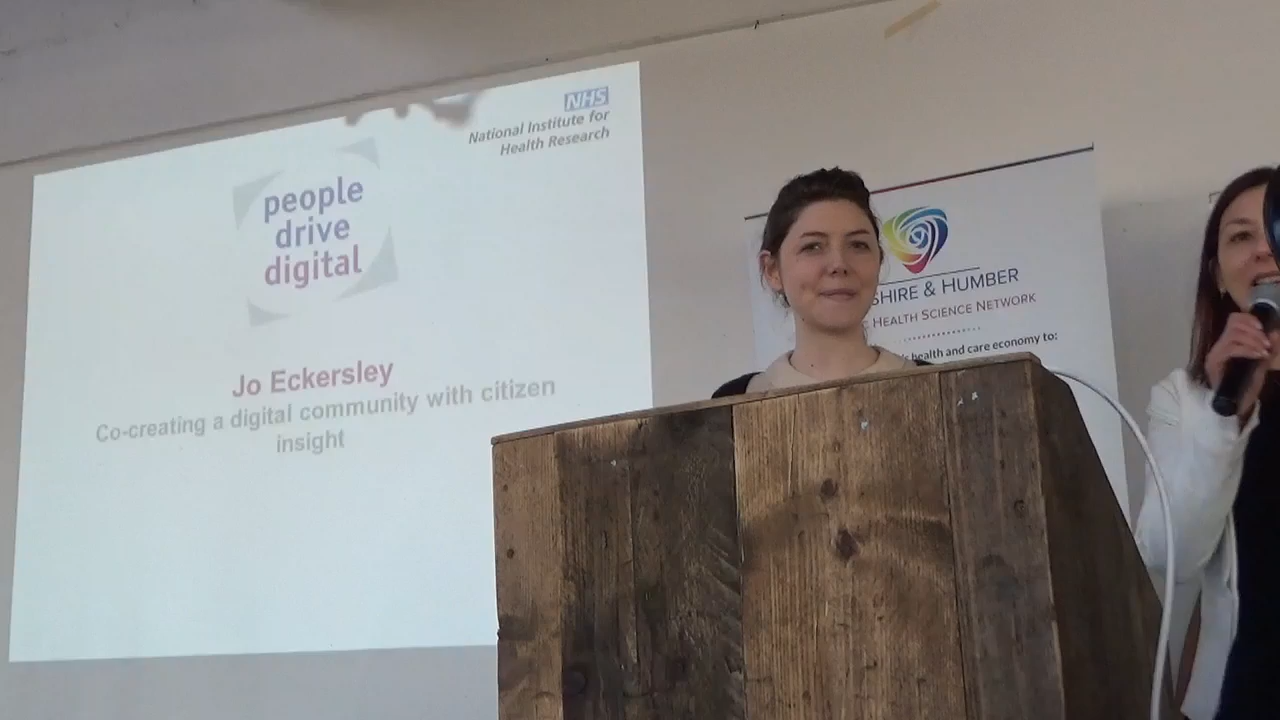 NHS
National Institute for
Health Research
people
drive
digital
Jo Eckersley
Co-creating a digital community with citizen
insight
SHIRE & HUMBER
HEALTH SCIENCE NETWORK
health and care economy to: